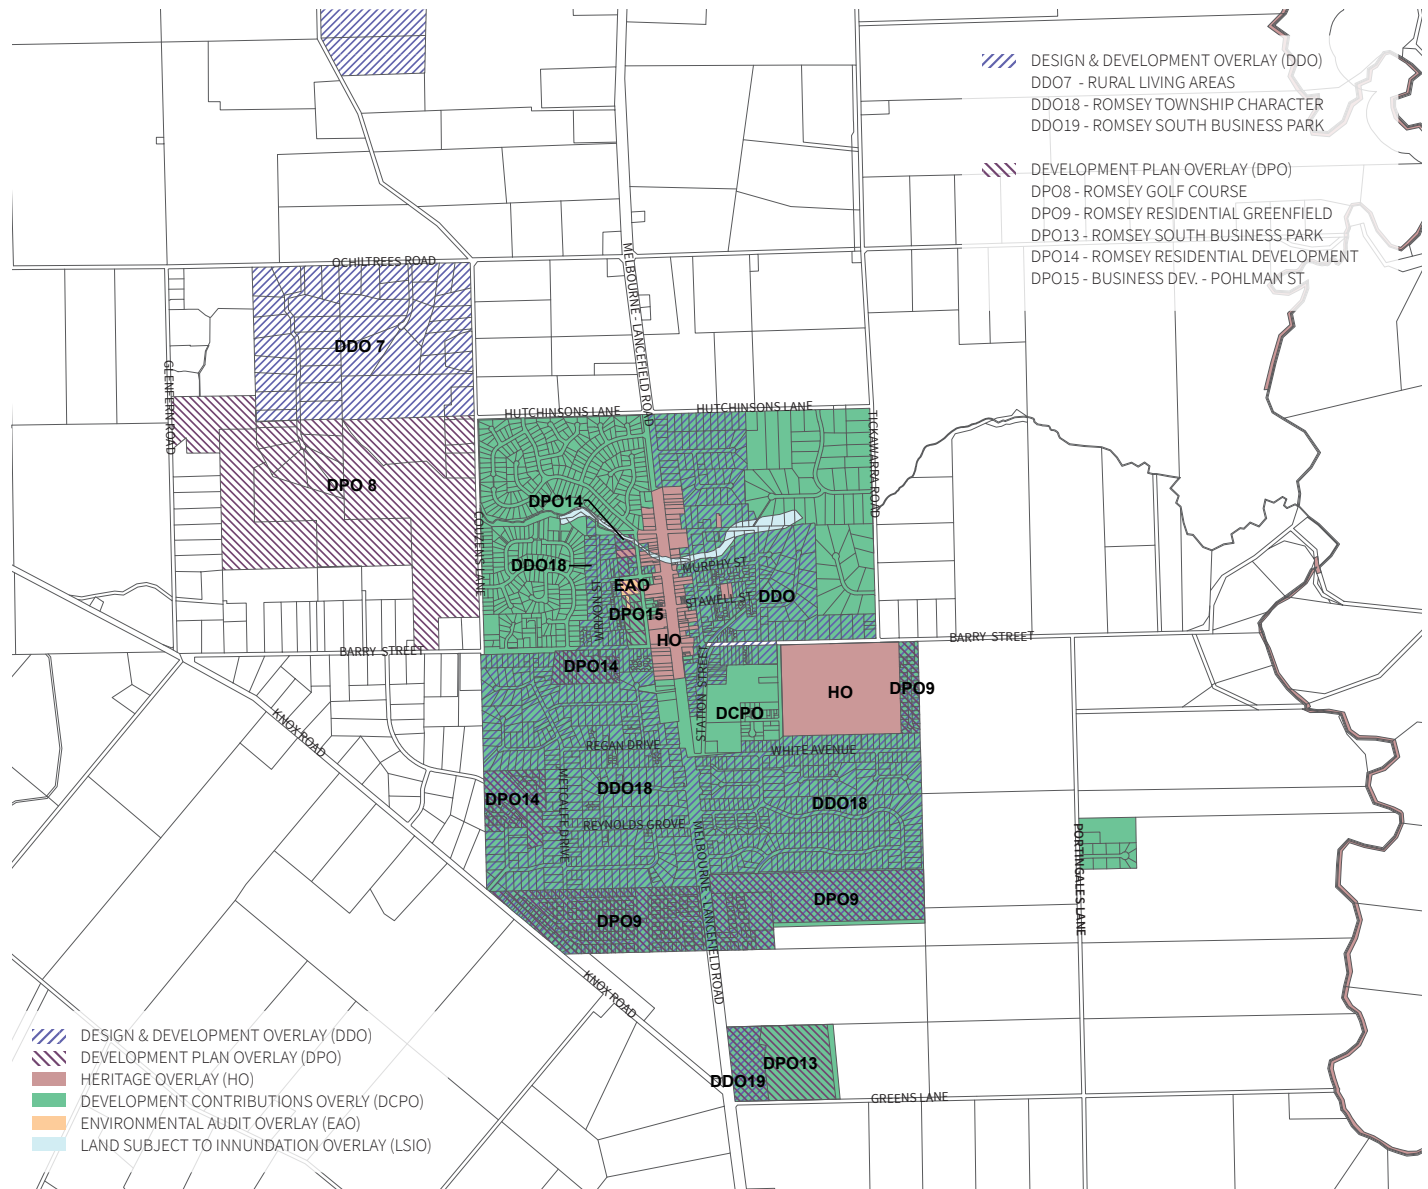 DESIGN & DEVELOPMENT OVERLAY (DDO)
DDO7 - RURAL LIVING AREAS
DDO18 - ROMSEY TOWNSHIP CHARACTER
DDO19 - ROMSEY SOUTH BUSINESS PARK
DEVELOPMENT PLAN OVERLAY (DPO)
DPO8 - ROMSEY GOLF COURSE
DPO9 - ROMSEY RESIDENTIAL GREENFIELD
DPO13 - ROMSEY SOUTH BUSINESS PARK
DPO14 - ROMSEY RESIDENTIAL DEVELOPMENT
DPO15 - BUSINESS DEV. - POHLMAN ST
OCHILTREES ROAD
MELBOURNE - LANCEFIELD ROAD
DDO 7
GLENFERN ROAD
HUTCHINSONS LANE
HUTCHINSONS LANE
TICKAWARRA ROAD
DPO 8
DPO14
COUZENS LANE
DDO18
MURPHY ST
EAO
WRIXON ST
STAWELL ST
DDO
DPO15
HO
BARRY STREET
BARRY STREET
DPO14
STATION STREET
HO
DPO9
DCPO
KNOX ROAD
REGAN DRIVE
WHITE AVENUE
METCALFE DRIVE
DPO14
DDO18
DDO18
REYNOLDS GROVE
MELBOURNE - LANCEFIELD ROAD
PORTINGALES LANE
DPO9
DPO9
KNOX ROAD
DPO13
DDO19
GREENS LANE
DESIGN & DEVELOPMENT OVERLAY (DDO)
DEVELOPMENT PLAN OVERLAY (DPO)
HERITAGE OVERLAY (HO)
DEVELOPMENT CONTRIBUTIONS OVERLY (DCPO)
ENVIRONMENTAL AUDIT OVERLAY (EAO)
LAND SUBJECT TO INNUNDATION OVERLAY (LSIO)